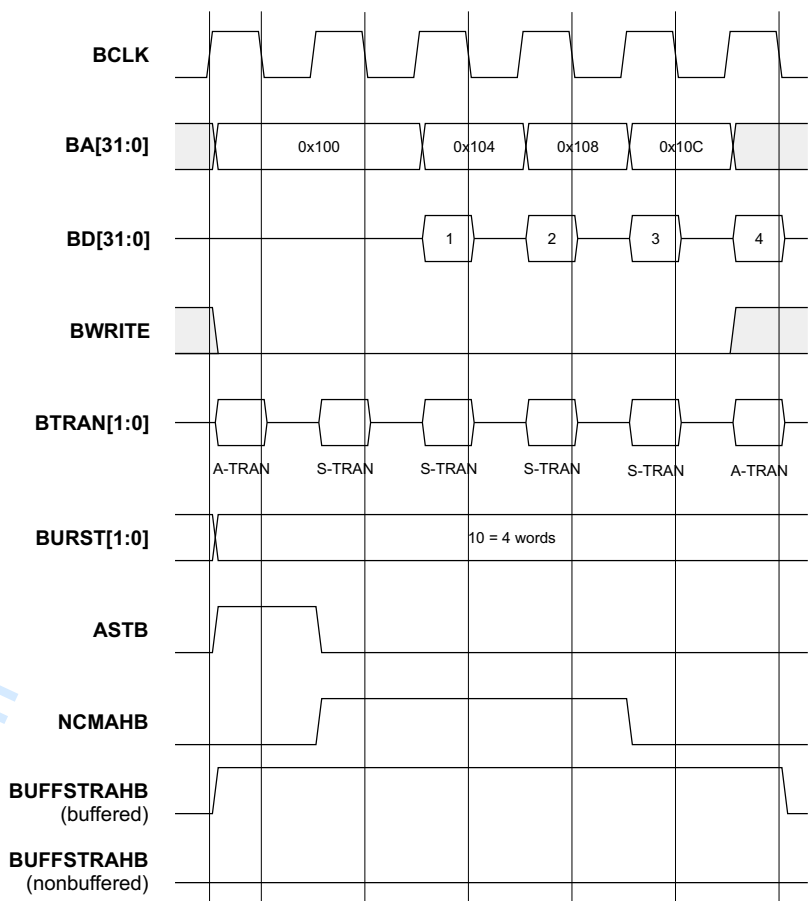 BCLK
BA[31:0] 0x100 0x104 0x108 0x10C
BD[31:0] 1 2 3 4
BWRITE
BTRAN[1:0]
A-TRAN S-TRAN S-TRAN S-TRAN S-TRAN A-TRAN
BURST[1:0] 10 = 4 words
ASTB
NCMAHB
BUFFSTRAHB
(buffered)
BUFFSTRAHB
(nonbuffered)